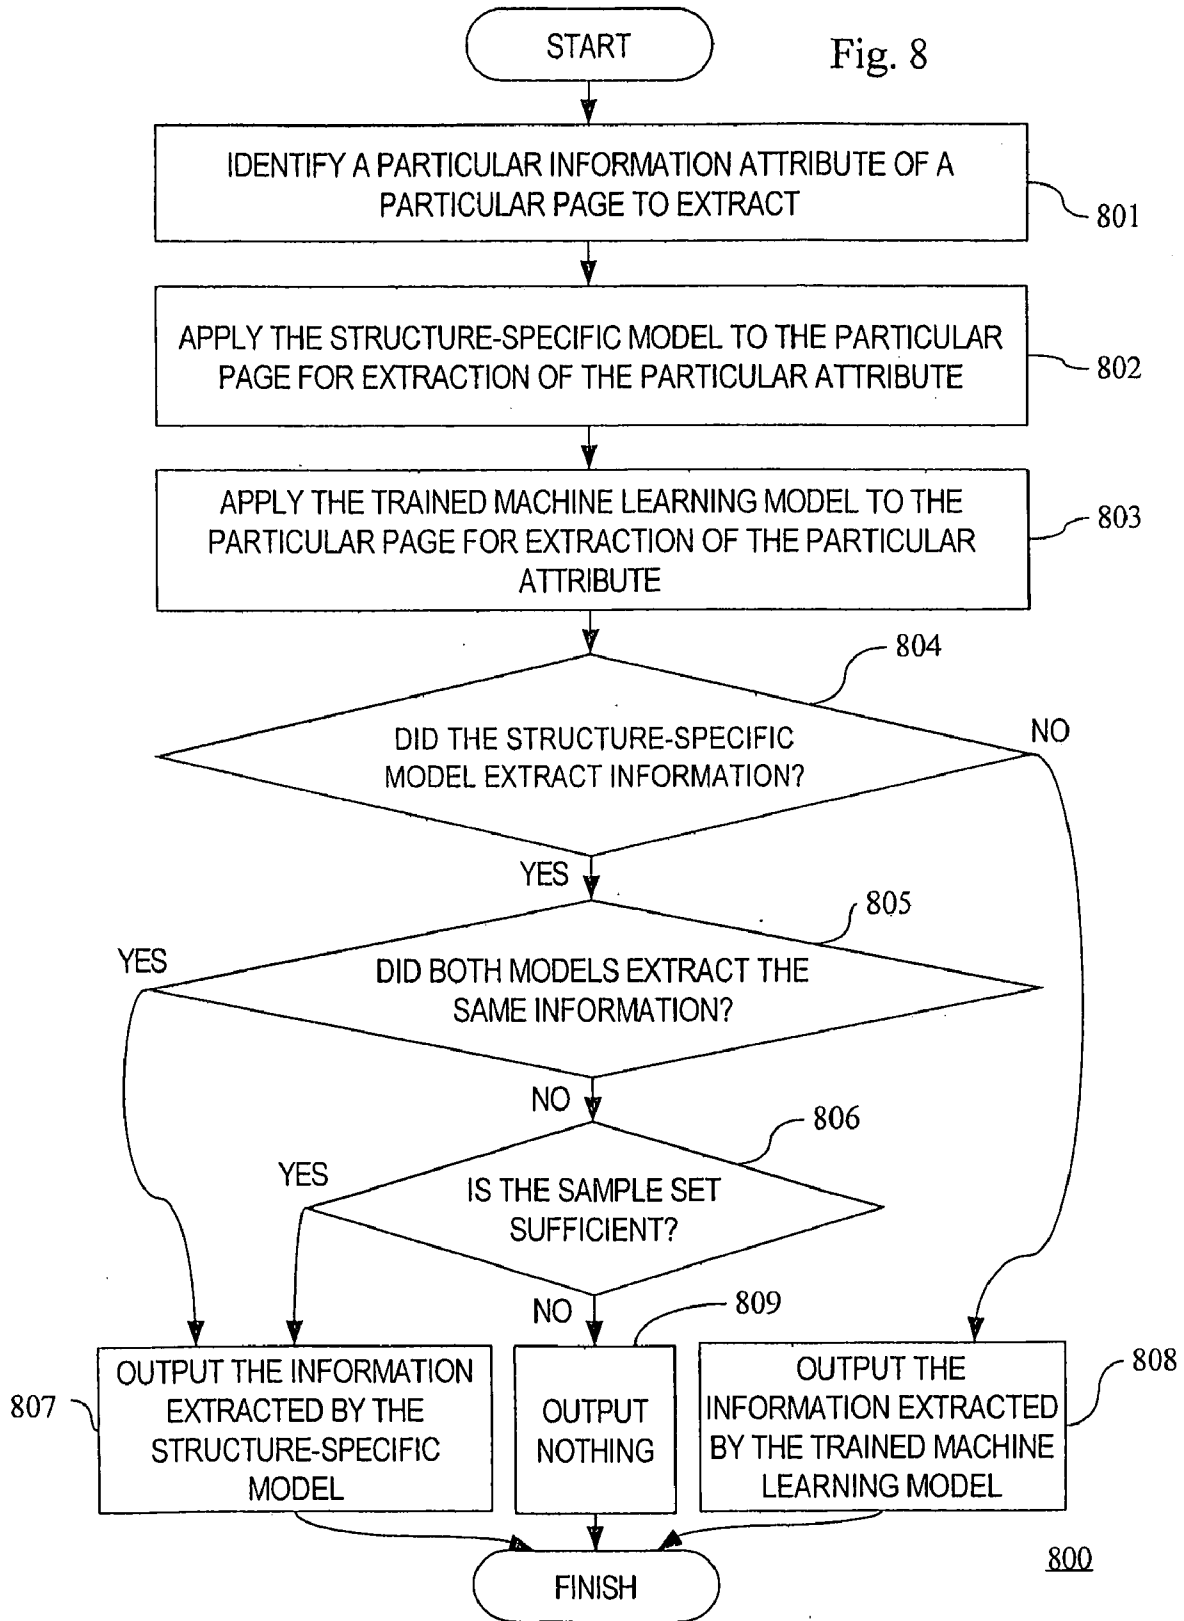 START
Fig. 8
IDENTIFY A PARTICULAR INFORMATION ATTRIBUTE OF A
PARTICULAR PAGE TO EXTRACT
801
APPLY THE STRUCTURE-SPECIFIC MODEL TO THE PARTICULAR
PAGE FOR EXTRACTION OF THE PARTICULAR ATTRIBUTE
802
APPLY THE TRAINED MACHINE LEARNING MODEL TO THE
PARTICULAR PAGE FOR EXTRACTION OF THE PARTICULAR
ATTRIBUTE
803
804
DID THE STRUCTURE-SPECIFIC
MODEL EXTRACT INFORMATION?
NO
YES
805
YES
DID BOTH MODELS EXTRACT THE
SAME INFORMATION?
NO
806
YES
IS THE SAMPLE SET
SUFFICIENT?
NO
809
807
OUTPUT THE INFORMATION
EXTRACTED BY THE
STRUCTURE-SPECIFIC
MODEL
OUTPUT
NOTHING
OUTPUT THE
INFORMATION EXTRACTED
BY THE TRAINED MACHINE
LEARNING MODEL
808
800
FINISH